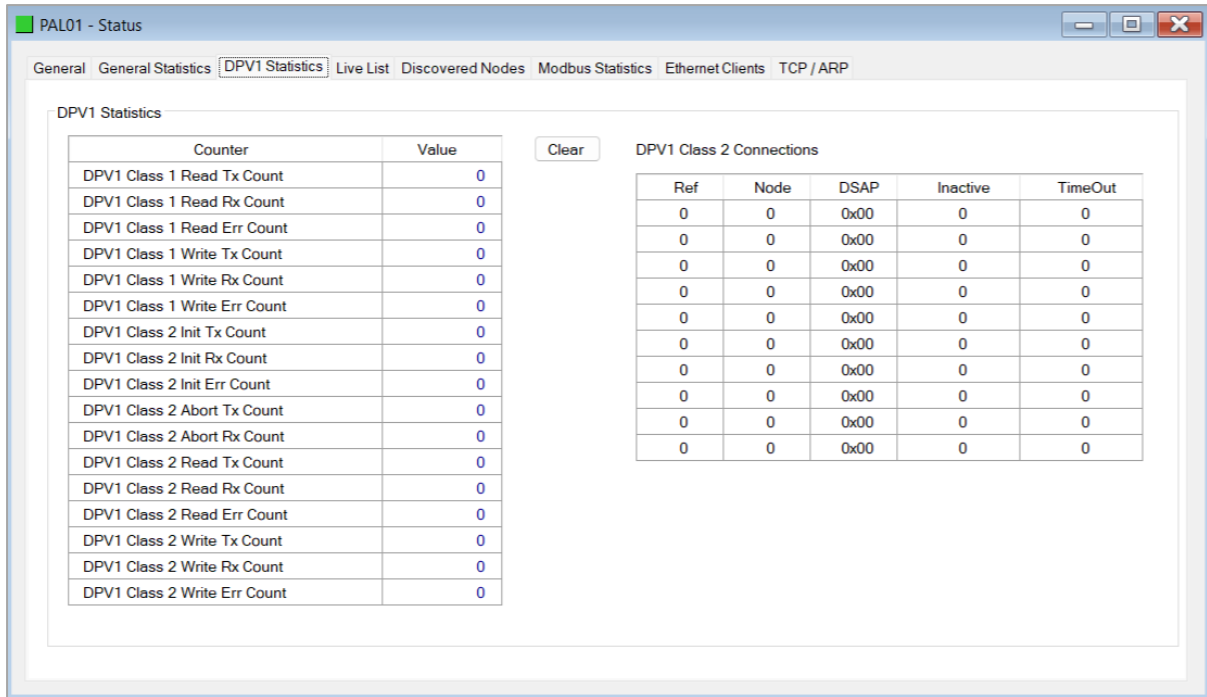 PAL01 - Status
General General Statistics DPV1 Statistics Live List Discovered Nodes Modbus Statistics Ethernet Clients TCP / ARP
DPV1 Statistics
Counter Value
DPV1 Class 1 Read Tx Count 0
DPV1 Class 1 Read Rx Count 0
DPV1 Class 1 Read Err Count 0
DPV1 Class 1 Write Tx Count 0
DPV1 Class 1 Write Rx Count 0
DPV1 Class 1 Write Err Count 0
DPV1 Class 2 Init Tx Count 0
DPV1 Class 2 Init Rx Count 0
DPV1 Class 2 Init Err Count 0
DPV1 Class 2 Abort Tx Count 0
DPV1 Class 2 Abort Rx Count 0
DPV1 Class 2 Read Tx Count 0
DPV1 Class 2 Read Rx Count 0
DPV1 Class 2 Read Err Count 0
DPV1 Class 2 Write Tx Count 0
DPV1 Class 2 Write Rx Count 0
DPV1 Class 2 Write Err Count 0
Clear
DPV1 Class 2 Connections
Ref Node DSAP Inactive TimeOut
0 0 0x00 0 0
0 0 0x00 0 0
0 0 0x00 0 0
0 0 0x00 0 0
0 0 0x00 0 0
0 0 0x00 0 0
0 0 0x00 0 0
0 0 0x00 0 0
0 0 0x00 0 0
0 0 0x00 0 0